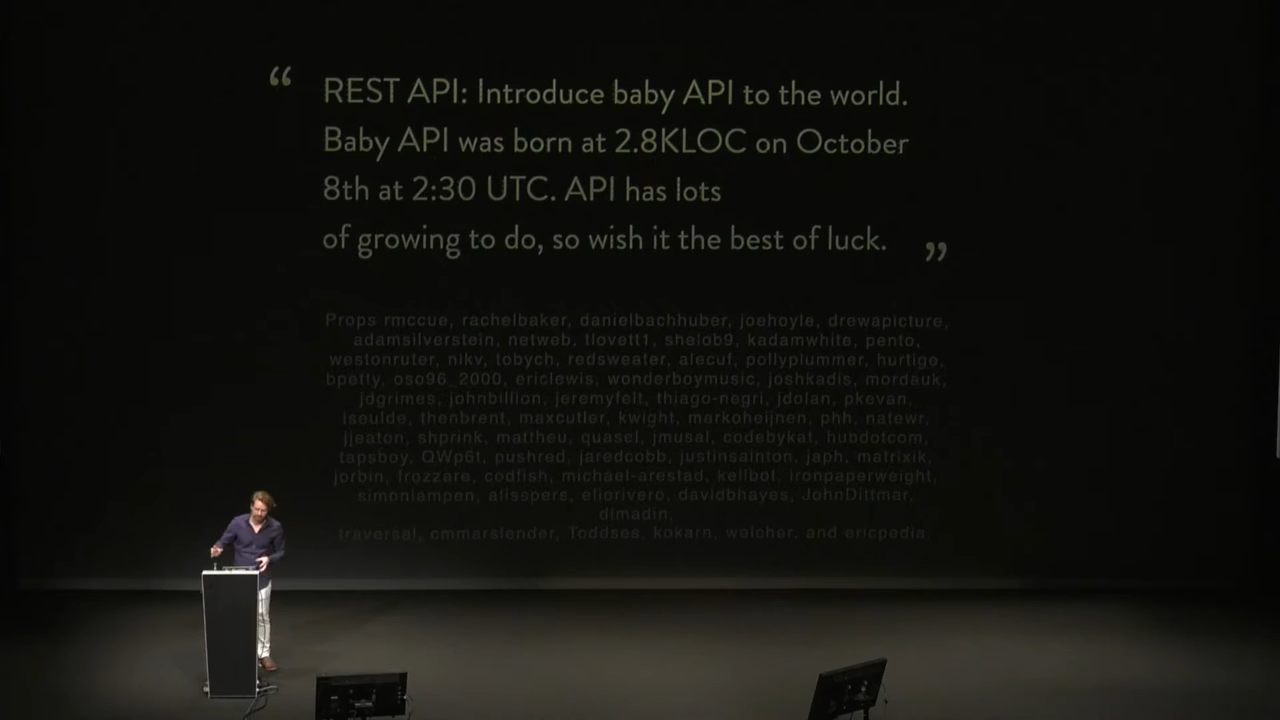 “ REST API: Introduce baby API to the world.
Baby API was born at 2.8KLOC on October
8th at 2:30 UTC. API has lots
of growing to do, so wish it the best of luck. ”
Props rmccue, rachelbaker, danielbachhuber, joehoyle, drewapicture,
adamsilverstein, netweb, tlovett1, shelob9, kadamwhite, pento,
westonruter, nikv, tobych, redsweater, alecuf, pollyplummer, hurtige,
bpetty, oso96_2000, ericlewis, wonderboymusic, joshkadis, mordauk,
jdgrimes, johnbillion, jeremyfelt, thiago-negri, jdolan, pkevan,
iseulde, thenbrent, maxcutler, kwight, markoheijnen, phh, natewr,
jjeaton, shprink, mattheu, quasel, jmusal, codebykat, hubdotcom,
tapsboy, QWp6t, pushred, jaredcobb, justinsainton, japh, matrixik,
jorbin, frozzare, codfish, michael-arestad, kellbot, ironpaperweight,
simonlampen, alisspers, eliorivero, davidbhayes, JohnDittmar,
dimadin,
traversal, cmmarslender, Toddses, kokarn, welcher, and ericpedia.